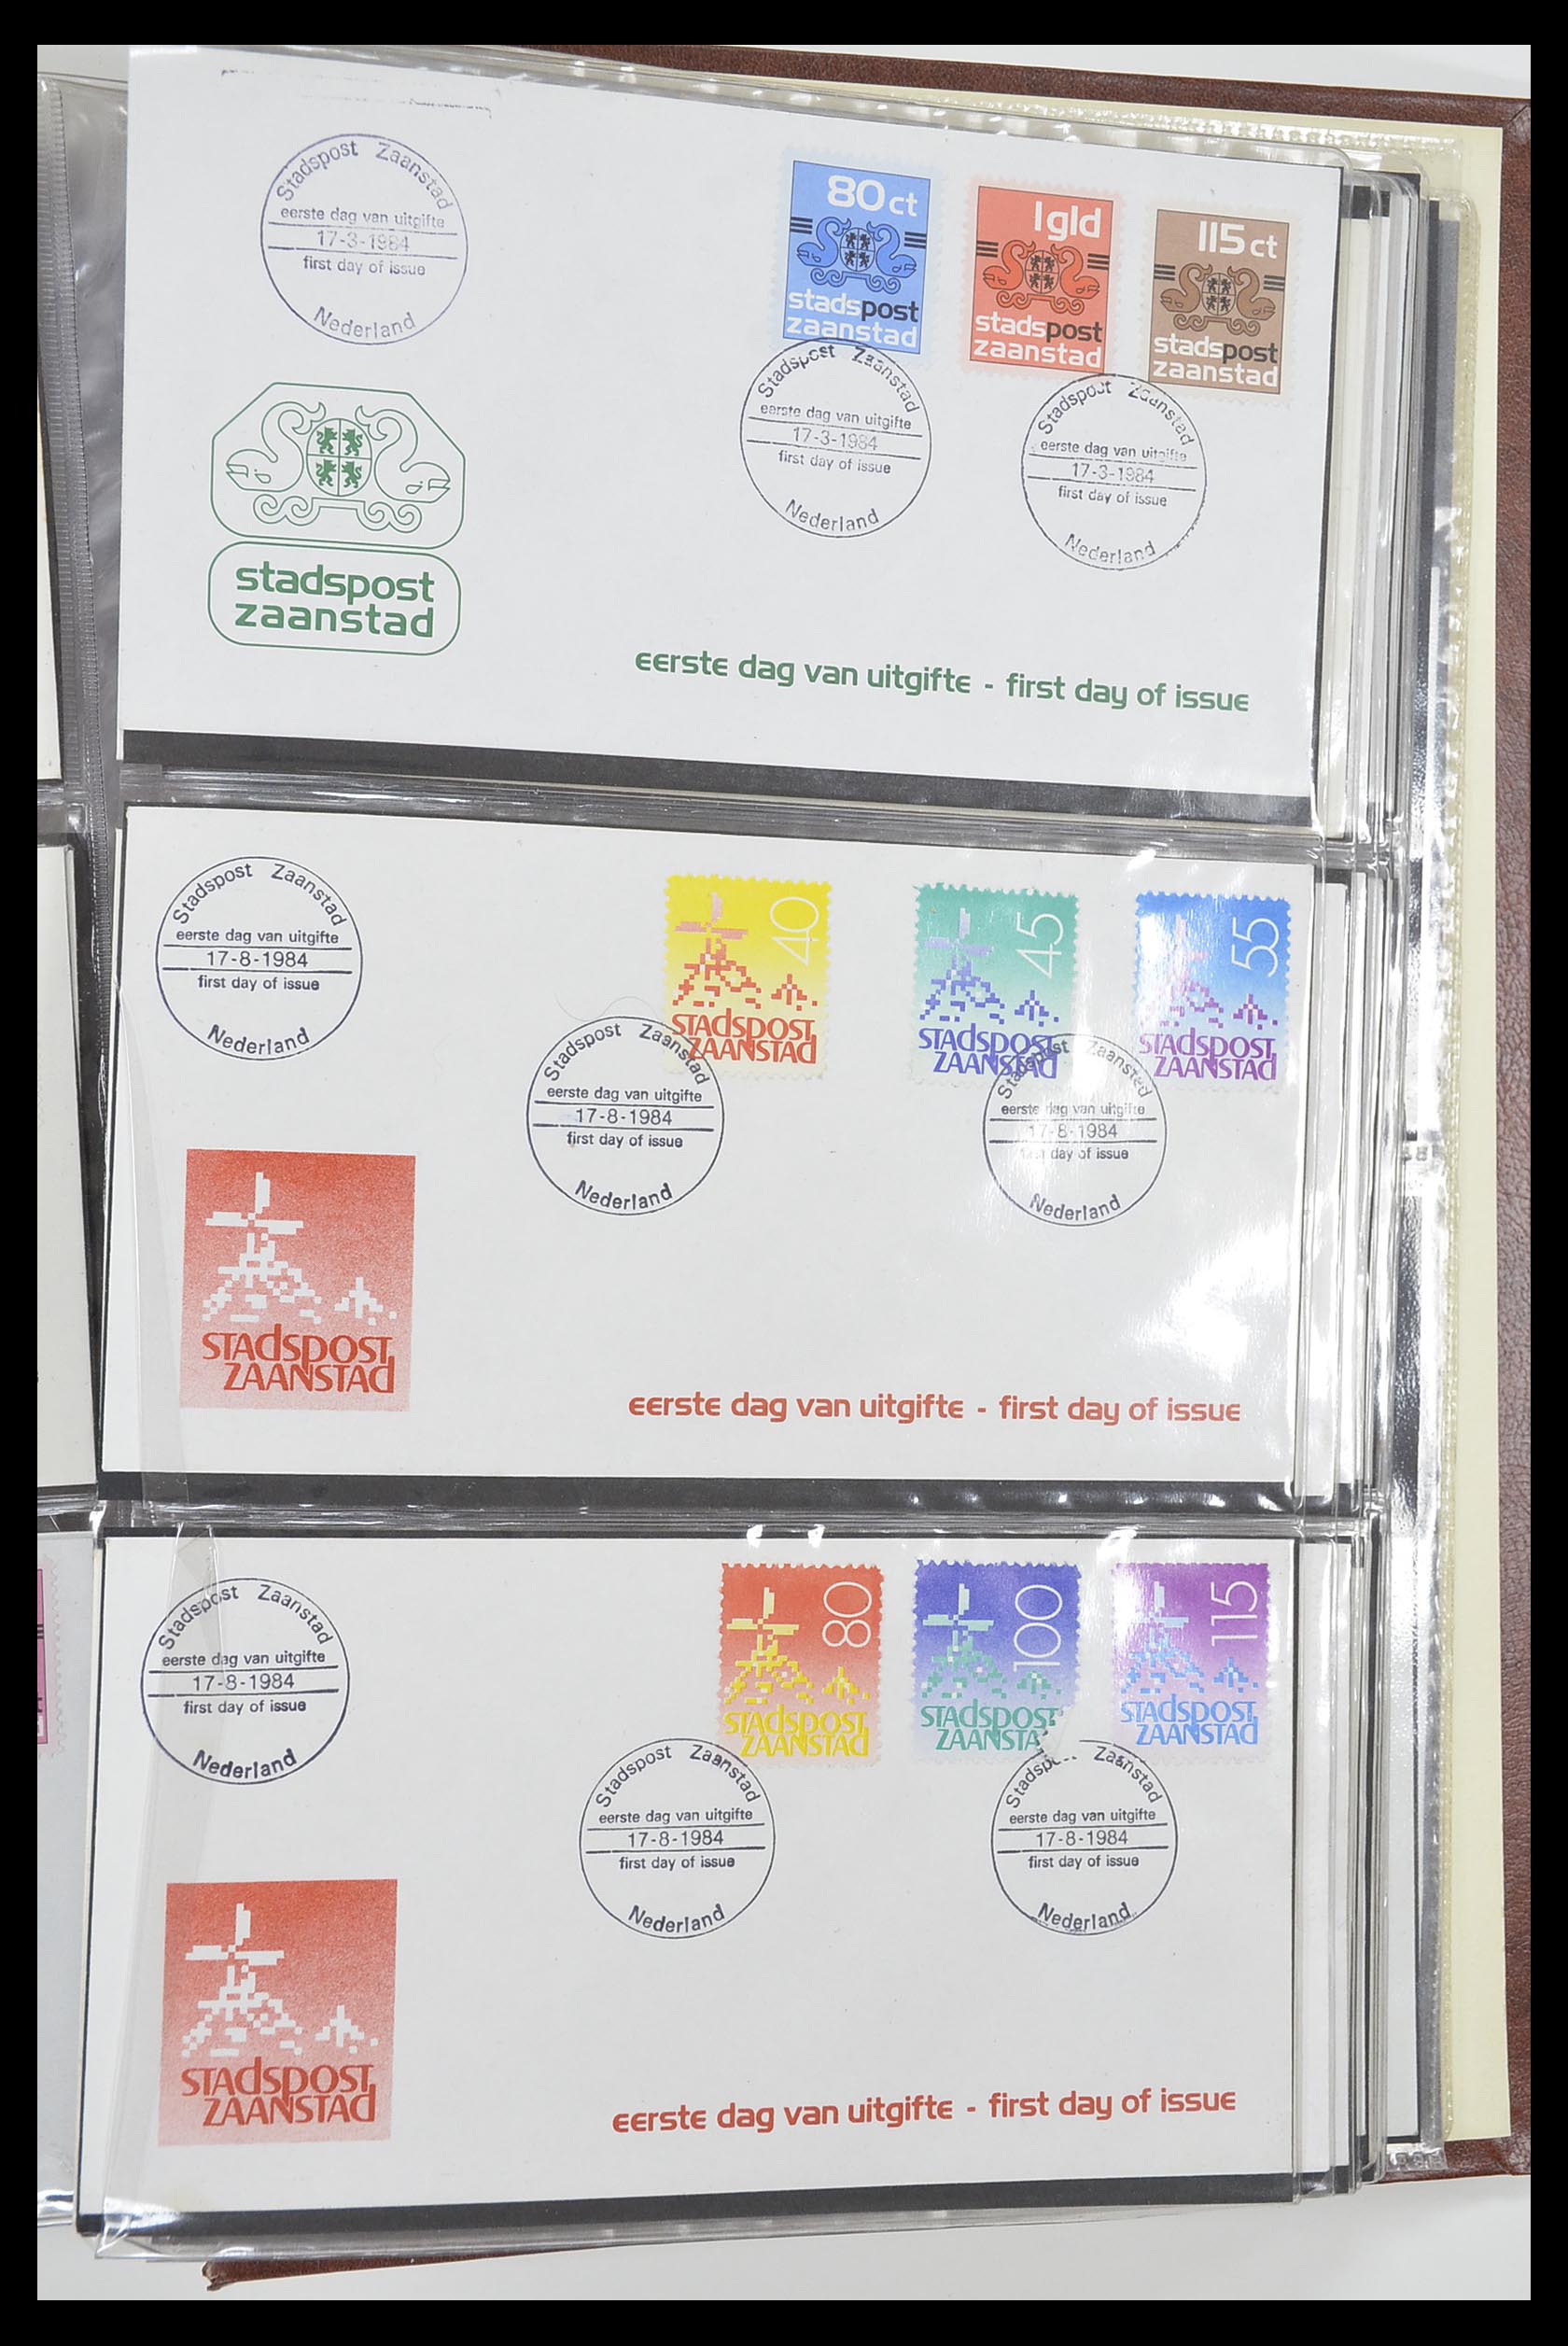 Stadspost Zaanstad
eerste dag van uitgifte
17-3-1984
first day of issue
Nederland
80ct
stadspost
zaanstad
1gld
stadspost
zaanstad
115ct
stadspost
zaanstad
Stadspost Zaanstad
eerste dag van uitgifte
17-3-1984
first day of issue
Nederland
Stadspost Zaanstad
eerste dag van uitgifte
17-3-1984
first day of issue
Nederland
stadspost
zaanstad
eerste dag van uitgifte - first day of issue
Stadspost Zaanstad
eerste dag van uitgifte
17-8-1984
first day of issue
Nederland
40
STAdSPOST
ZAANSTAd
45
STAdSPOST
ZAANSTAd
55
STAdSPOST
ZAANSTAd
Stadspost Zaanstad
eerste dag van uitgifte
17-8-1984
first day of issue
Nederland
Stadspost Zaanstad
eerste dag van uitgifte
17-8-1984
first day of issue
Nederland
STAdSPOST
ZAANSTAd
eerste dag van uitgifte - first day of issue
Stadspost Zaanstad
eerste dag van uitgifte
17-8-1984
first day of issue
Nederland
80
STAdSPOST
ZAANSTAd
100
STAdSPOST
ZAANSTA
115
STAdSPOST
ZAANSTAd
Stadspost Zaanstad
eerste dag van uitgifte
17-8-1984
first day of issue
Nederland
Zaanstad
eerste dag van uitgifte
17-8-1984
first day of issue
Nederland
STAdSPOST
ZAANSTAd
eerste dag van uitgifte - first day of issue